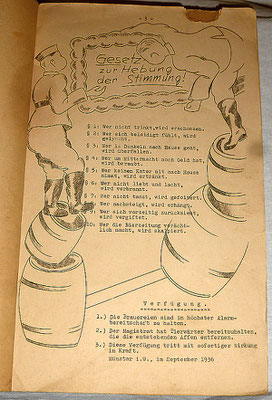 - 3 -
Gesetz
zur Hebung
der Stimmung!
§ 1: Wer nicht trinkt, wird erschossen.
§ 2: Wer sich beleidigt fühlt, wird
gelyncht.
§ 3: Wer im Dunkeln nach Hause geht,
wird überfallen.
§ 4: Wer um Mitternacht noch Geld hat,
wird beraubt.
§ 5: Wer keinen Kater mit nach Hause
nimmt, wird ertränkt.
§ 6: Wer nicht liebt und lacht,
wird verbrannt.
§ 7: Wer nicht tanzt, wird gefoltert.
§ 8: Wer nachsteigt, wird erhängt.
§ 9: Wer sich vorzeitig zurückzieht,
wird vergiftet.
§ 10: Wer die Bierzeitung verächt-
lich macht, wird skalpiert.
Verfügung.
1.) Die Brauereien sind in höchster Alarm-
bereitschaft zu halten.
2.) Der Magistrat hat Tierwärter bereitzuhalten,
die die entstehenden Affen entfernen.
3.) Diese Verfügung tritt mit sofortiger Wirkung
in Kraft.
Münster i.W., im September 1936